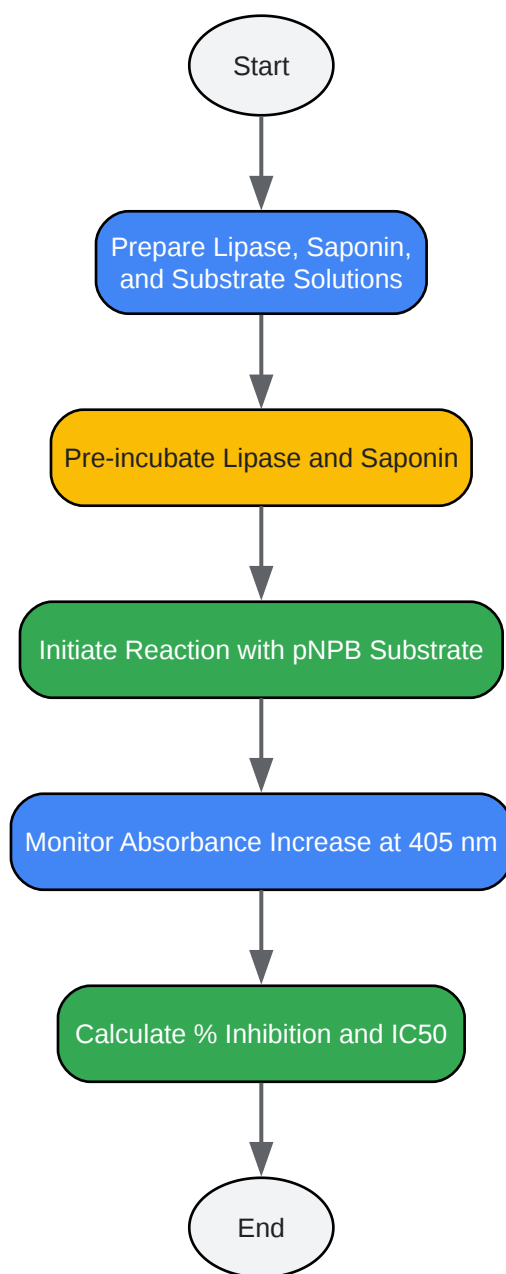 Start
Prepare Lipase, Saponin,
and Substrate Solutions
Pre-incubate Lipase and Saponin
Initiate Reaction with pNPB Substrate
Monitor Absorbance Increase at 405 nm
Calculate % Inhibition and IC50
End